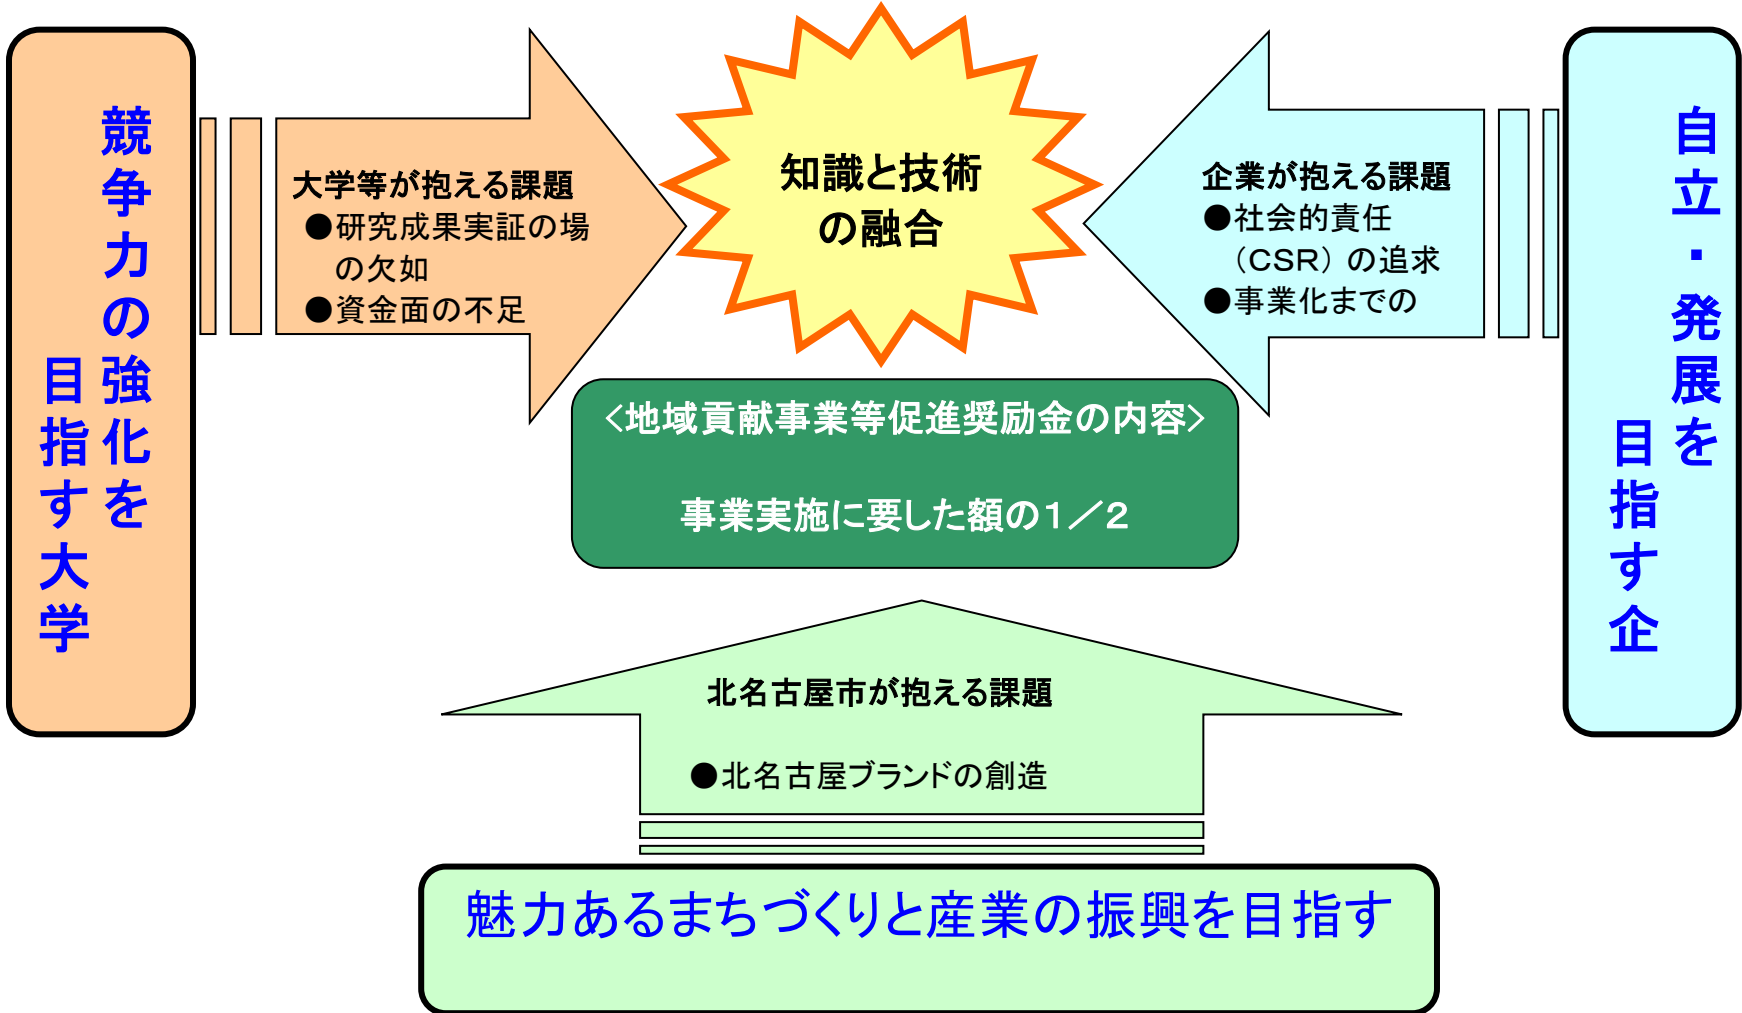 競争力の強化を
目指す大学
大学等が抱える課題
●研究成果実証の場
の欠如
●資金面の不足
知識と技術
の融合
企業が抱える課題
●社会的責任
（CSR）の追求
●事業化までの
自立・発展を
目指す企
<地域貢献事業等促進奨励金の内容>
事業実施に要した額の１／２
北名古屋市が抱える課題
●北名古屋ブランドの創造
魅力あるまちづくりと産業の振興を目指す